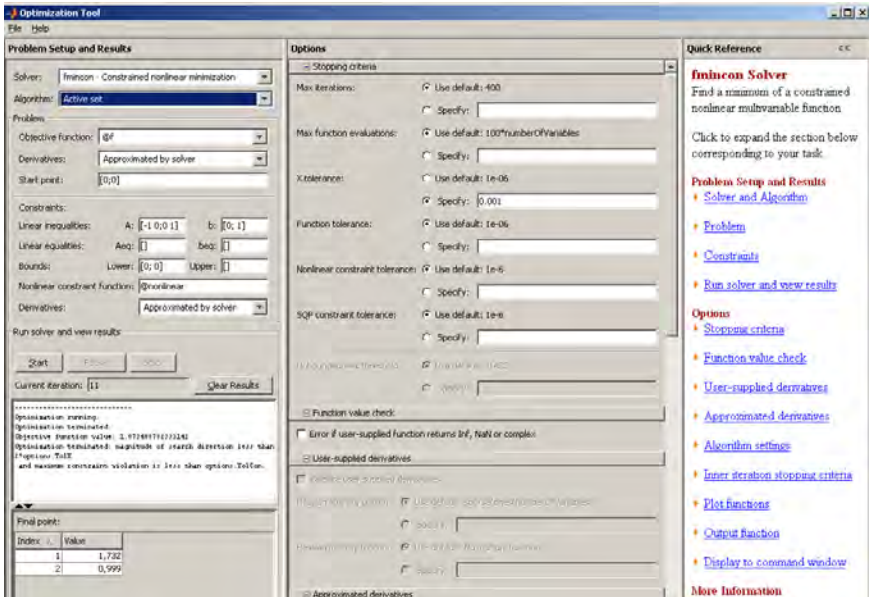 Optimization Tool
File Help
Problem Setup and Results
Solver: fmincon - Constrained nonlinear minimization
Algorithm: Active set
Problem
Objective function: @f
Derivatives: Approximated by solver
Start point: [0;0]
Constraints:
Linear inequalities: A: [-1 0;0 1] b: [0; 1]
Linear equalities: Aeq: [] beq: []
Bounds: Lower: [0; 0] Upper: []
Nonlinear constraint function: @nonlinear
Derivatives: Approximated by solver
Run solver and view results
Start
Current iteration: 11 Clear Results
Optimization running.
Optimization terminated.
Objective function value:
Optimization terminated: magnitude of search direction less than
2*options.TolX
and maximum constraint violation is less than options.TolCon.
Final point:
Index Value
1 1,732
2 0,999
Options
Stopping criteria
Max iterations: Use default: 400
Specify:
Max function evaluations: Use default: 100*numberOfVariables
Specify:
X tolerance: Use default: 1e-06
Specify: 0.001
Function tolerance: Use default: 1e-06
Specify:
Nonlinear constraint tolerance: Use default: 1e-6
Specify:
SQP constraint tolerance: Use default: 1e-6
Specify:
Function value check
Error if user-supplied function returns Inf, NaN or complex
User-supplied derivatives
Approximated derivatives
Quick Reference <<
fmincon Solver
Find a minimum of a constrained
nonlinear multivariable function
Click to expand the section below
corresponding to your task
Problem Setup and Results
Solver and Algorithm
Problem
Constraints
Run solver and view results
Options
Stopping criteria
Function value check
User-supplied derivatives
Approximated derivatives
Algorithm settings
Inner iteration stopping criteria
Plot functions
Output function
Display to command window
More Information